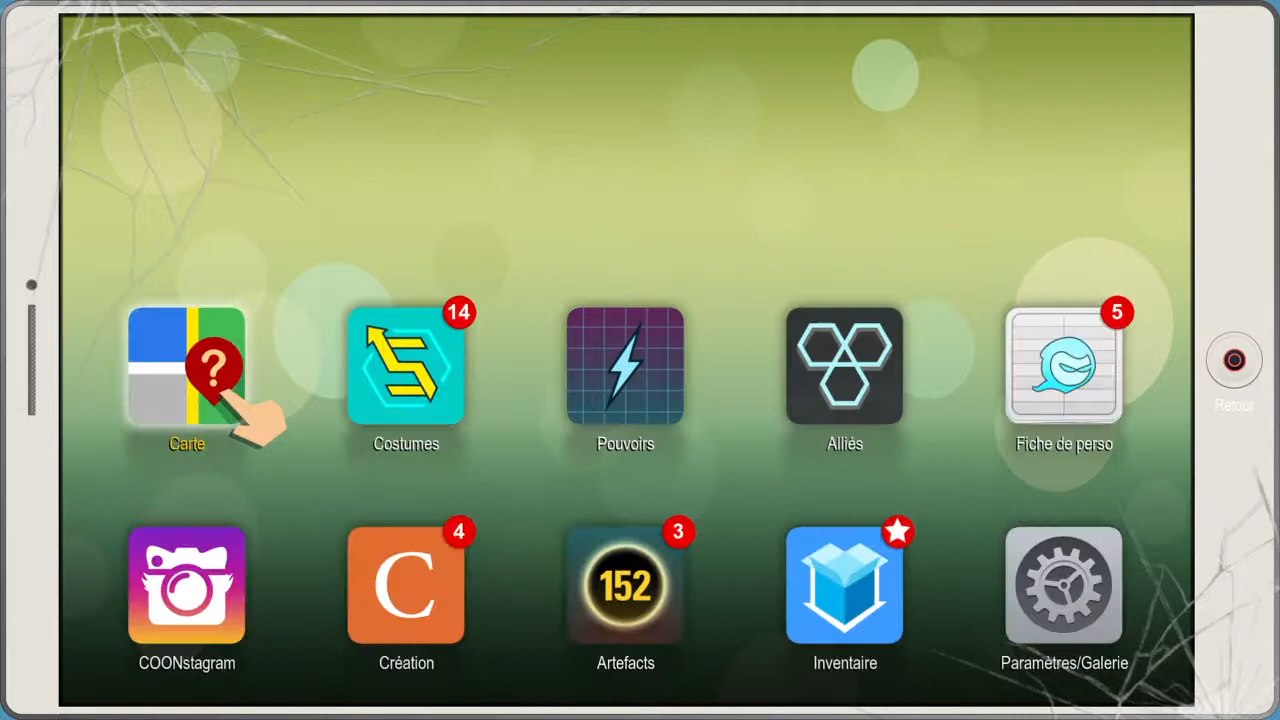 14
5
?
Retour
Carte
Costumes
Pouvoirs
Alliés
Fiche de perso
4
3
C
152
COONstagram
Création
Artefacts
Inventaire
Paramètres/Galerie